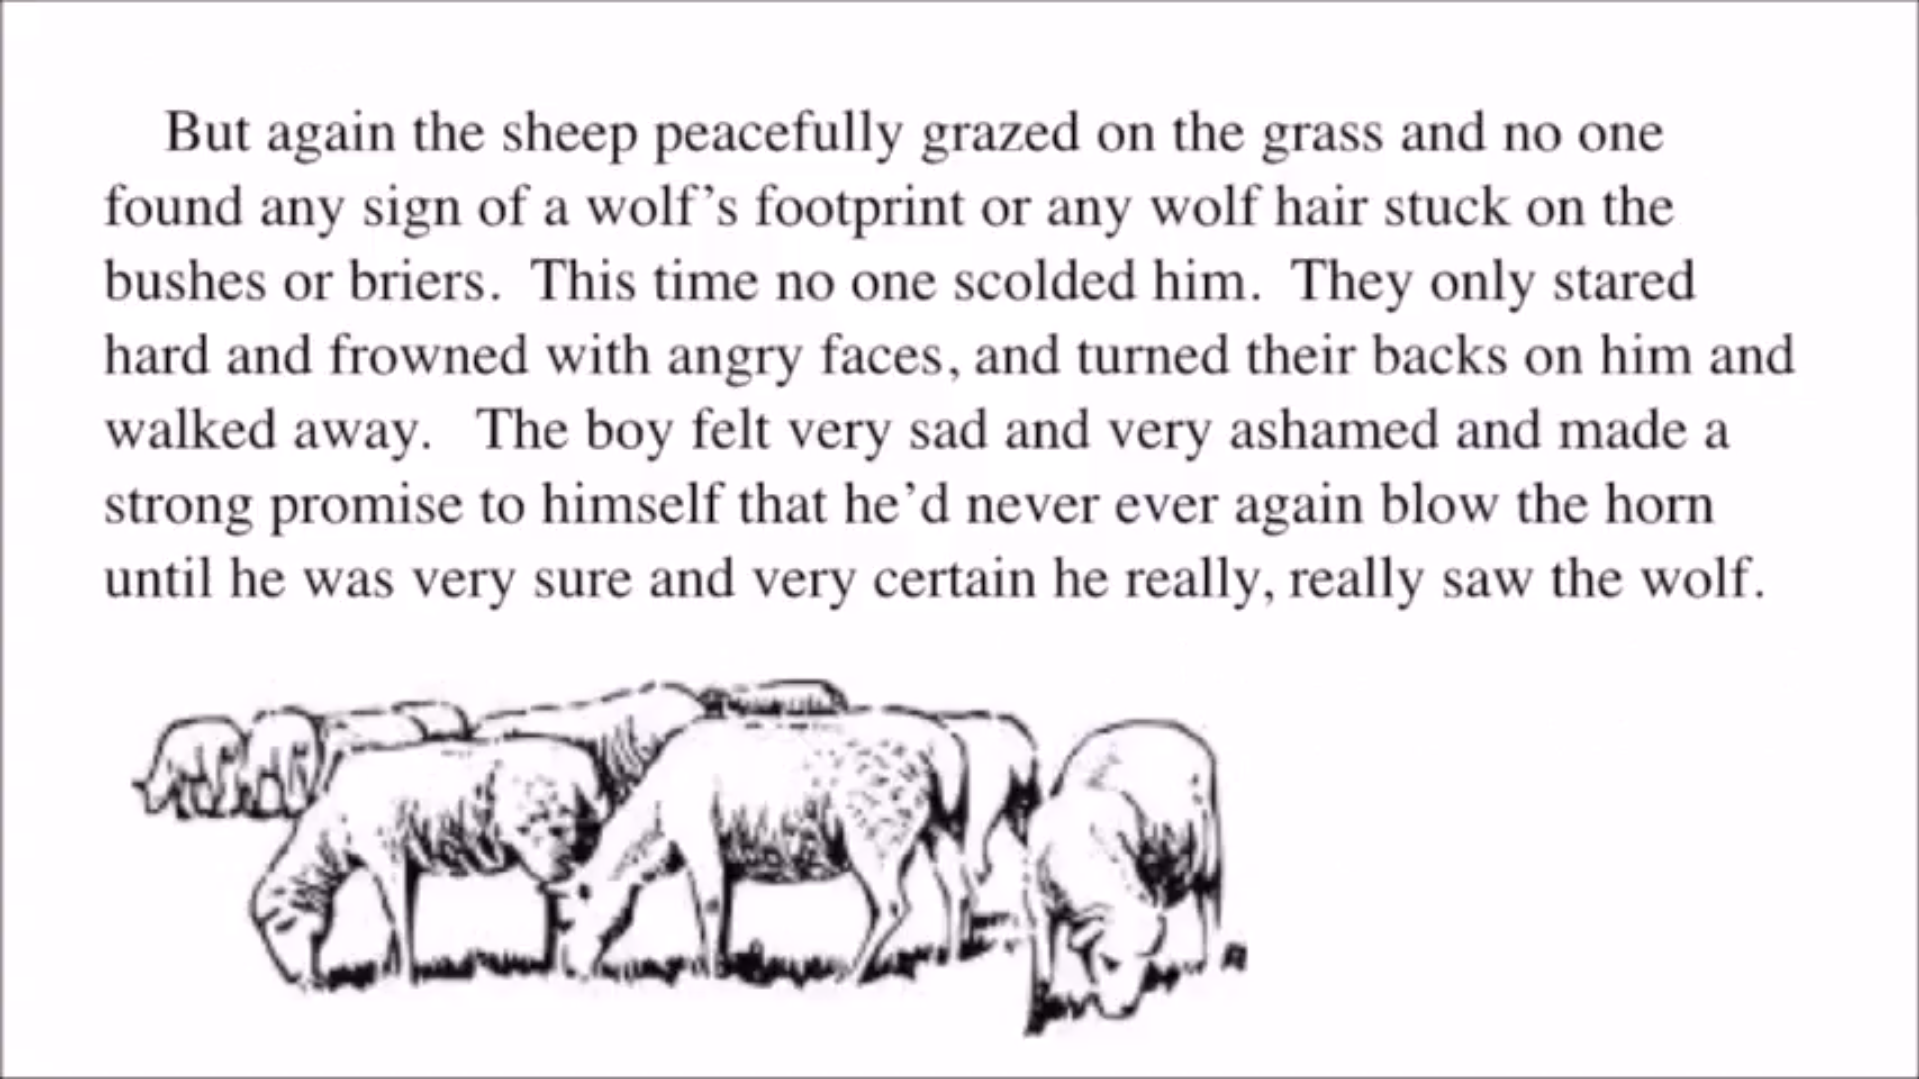 But again the sheep peacefully grazed on the grass and no one
found any sign of a wolf’s footprint or any wolf hair stuck on the
bushes or briers. This time no one scolded him. They only stared
hard and frowned with angry faces, and turned their backs on him and
walked away. The boy felt very sad and very ashamed and made a
strong promise to himself that he’d never ever again blow the horn
until he was very sure and very certain he really, really saw the wolf.